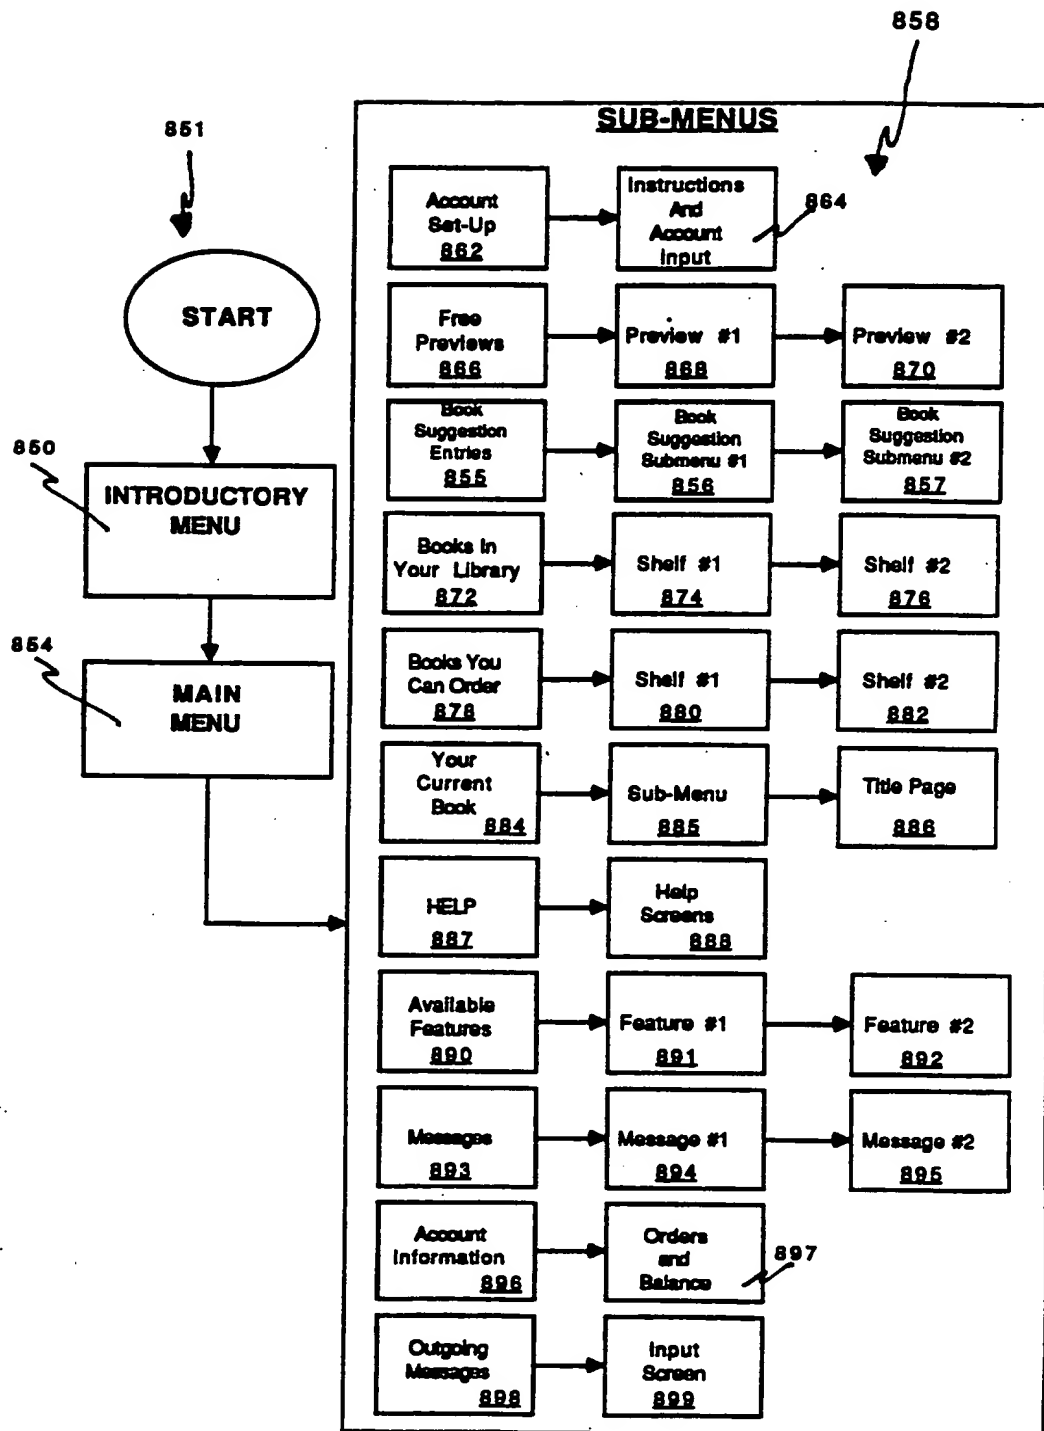 858
851
SUB-MENUS
START
850
INTRODUCTORY
MENU
854
MAIN
MENU
Account
Set-Up
862
Instructions
And
Account
Input
864
Free
Previews
866
Preview #1
868
Preview #2
870
Book
Suggestion
Entries
855
Book
Suggestion
Submenu #1
856
Book
Suggestion
Submenu #2
857
Books In
Your Library
872
Shelf #1
874
Shelf #2
876
Books You
Can Order
878
Shelf #1
880
Shelf #2
882
Your
Current
Book
884
Sub-Menu
885
Title Page
886
HELP
887
Help
Screens
888
Available
Features
890
Feature #1
891
Feature #2
892
Messages
893
Message #1
894
Message #2
895
Account
Information
896
Orders
and
Balance
897
Outgoing
Messages
898
Input
Screen
899